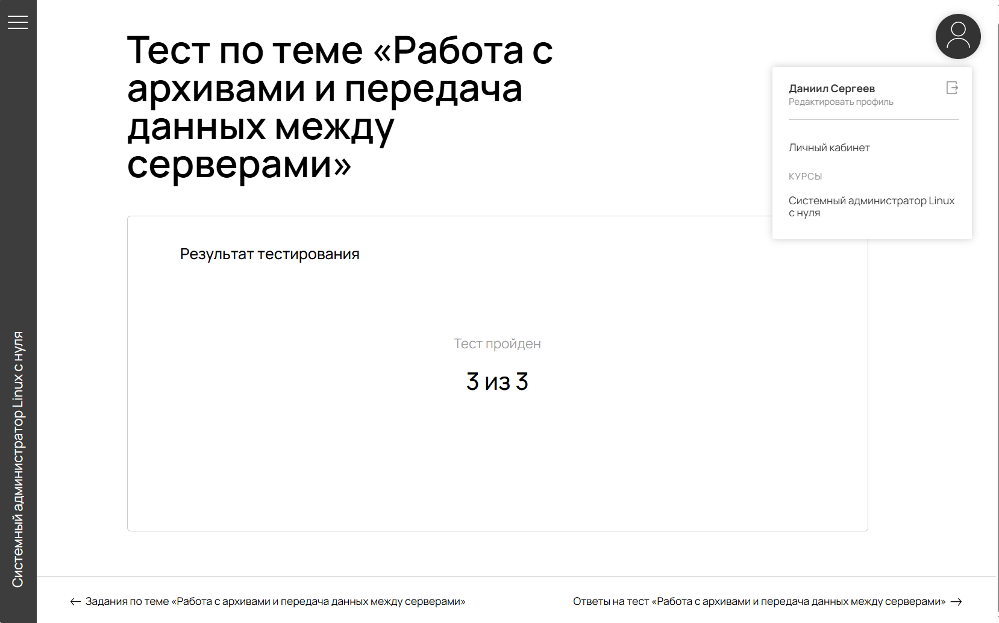 Системный администратор Linux с нуля
Тест по теме «Работа с
архивами и передача
данных между
серверами»
Даниил Сергеев
Редактировать профиль
Личный кабинет
КУРСЫ
Системный администратор Linux
с нуля
Результат тестирования
Тест пройден
3 из 3
← Задания по теме «Работа с архивами и передача данных между серверами»
Ответы на тест «Работа с архивами и передача данных между серверами» →